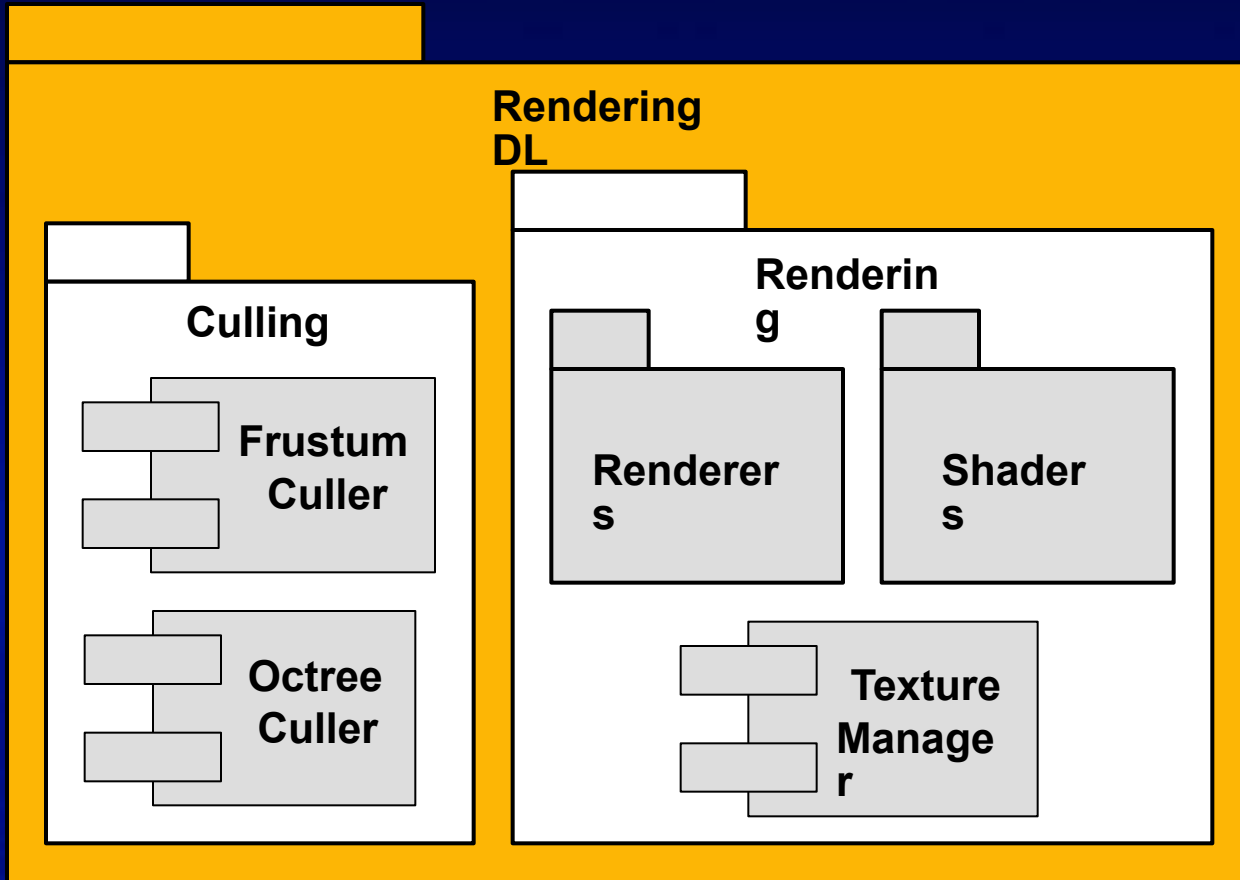 Rendering
DL
Culling
Frustum
Culler
Octree
Culler
Renderin
g
Renderer
s
Shader
s
Texture
Manage
r